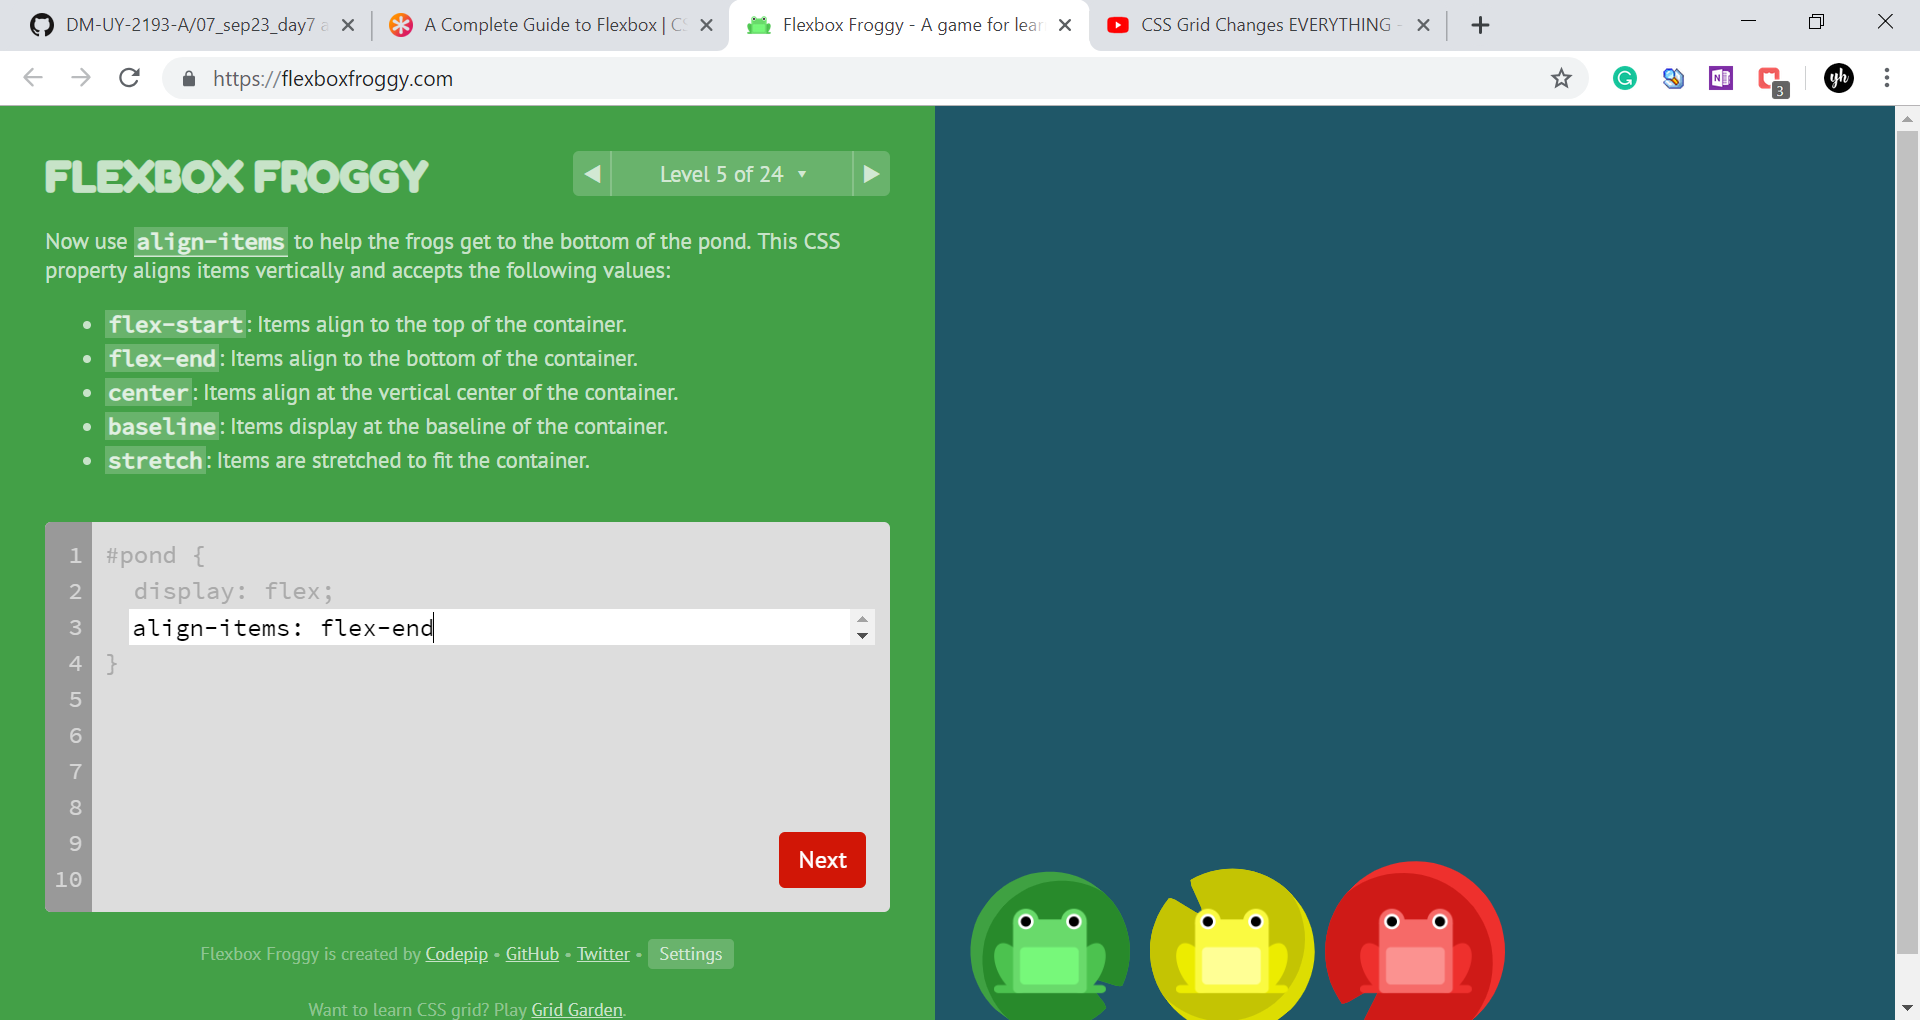 DM-UY-2193-A/07_sep23_day7 a
A Complete Guide to Flexbox | CS
Flexbox Froggy - A game for lear
CSS Grid Changes EVERYTHING -
https://flexboxfroggy.com
3
yh
FLEXBOX FROGGY
Level 5 of 24
Now use align-items to help the frogs get to the bottom of the pond. This CSS
property aligns items vertically and accepts the following values:
flex-start: Items align to the top of the container.
flex-end: Items align to the bottom of the container.
center: Items align at the vertical center of the container.
baseline: Items display at the baseline of the container.
stretch: Items are stretched to fit the container.
1 #pond {
2 display: flex;
3 align-items: flex-end
4 }
5
6
7
8
9
10
Next
Flexbox Froggy is created by Codepip • GitHub • Twitter • Settings
Want to learn CSS grid? Play Grid Garden.